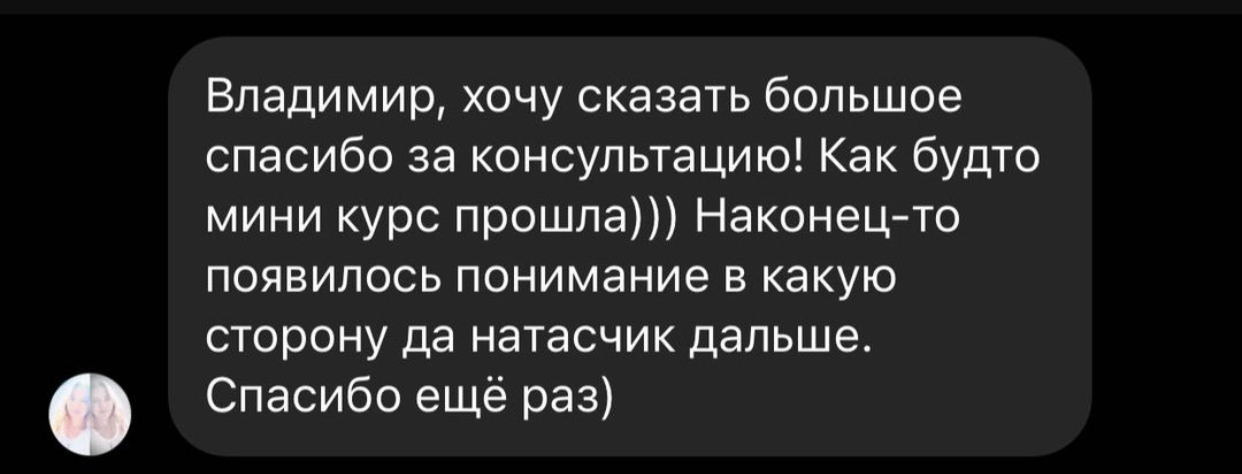 Владимир, хочу сказать большое
спасибо за консультацию! Как будто
мини курс прошла))) Наконец-то
появилось понимание в какую
сторону да натасчик дальше.
Спасибо ещё раз)